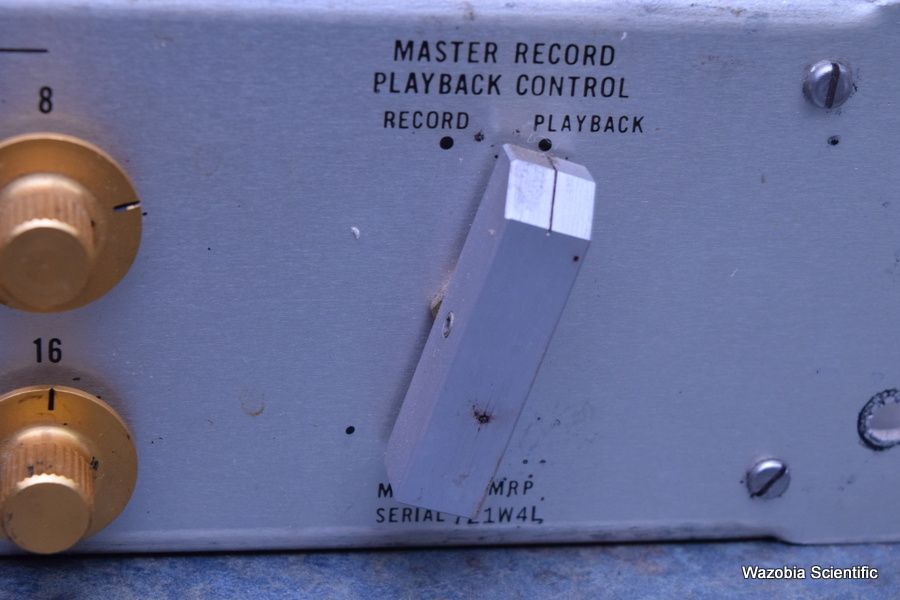 8
MASTER RECORD
PLAYBACK CONTROL
RECORD PLAYBACK
16
MRP
SERIAL
Wazobia Scientific